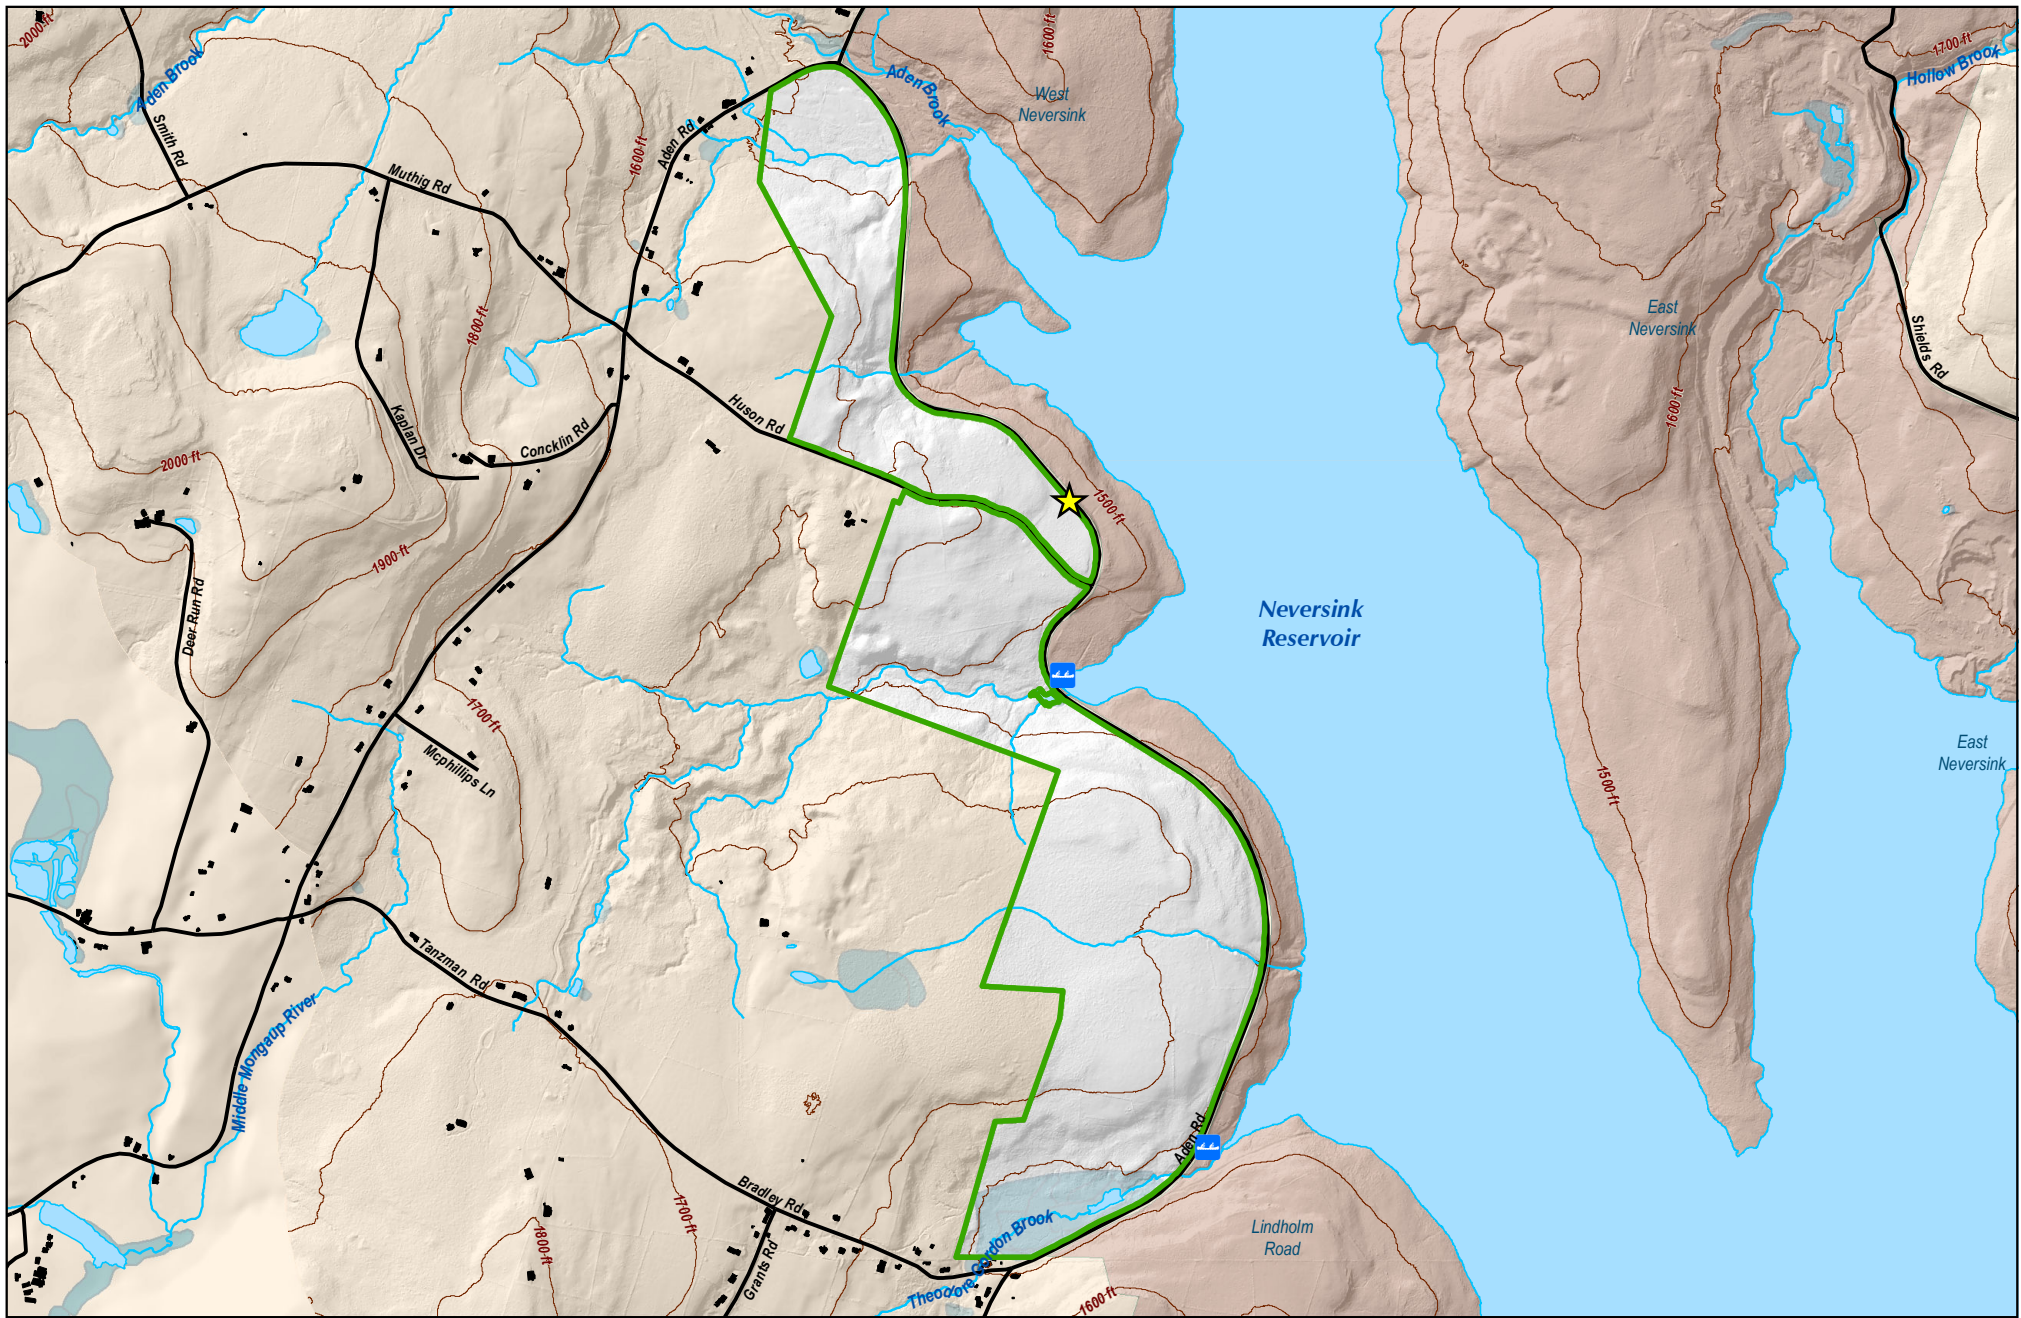 2000 ft
Aden Brook
Smith Rd
Muthig Rd
1600 ft
Aden Rd
Aden Brook
1600 ft
West
Neversink
1700 ft
Hollow Brook
1800 ft
East
Neversink
Shields Rd
Kaplan Dr
Concklin Rd
Huson Rd
1600 ft
2000 ft
1500 ft
1900 ft
Deer Run Rd
Neversink
Reservoir
1700 ft
Mcphillips Ln
1500 ft
East
Neversink
Tanzman Rd
Middle Mongaup River
Aden Rd
Bradley Rd
1700 ft
1800 ft
Grants Rd
Theodore Gordon Brook
Lindholm
Road
1600 ft